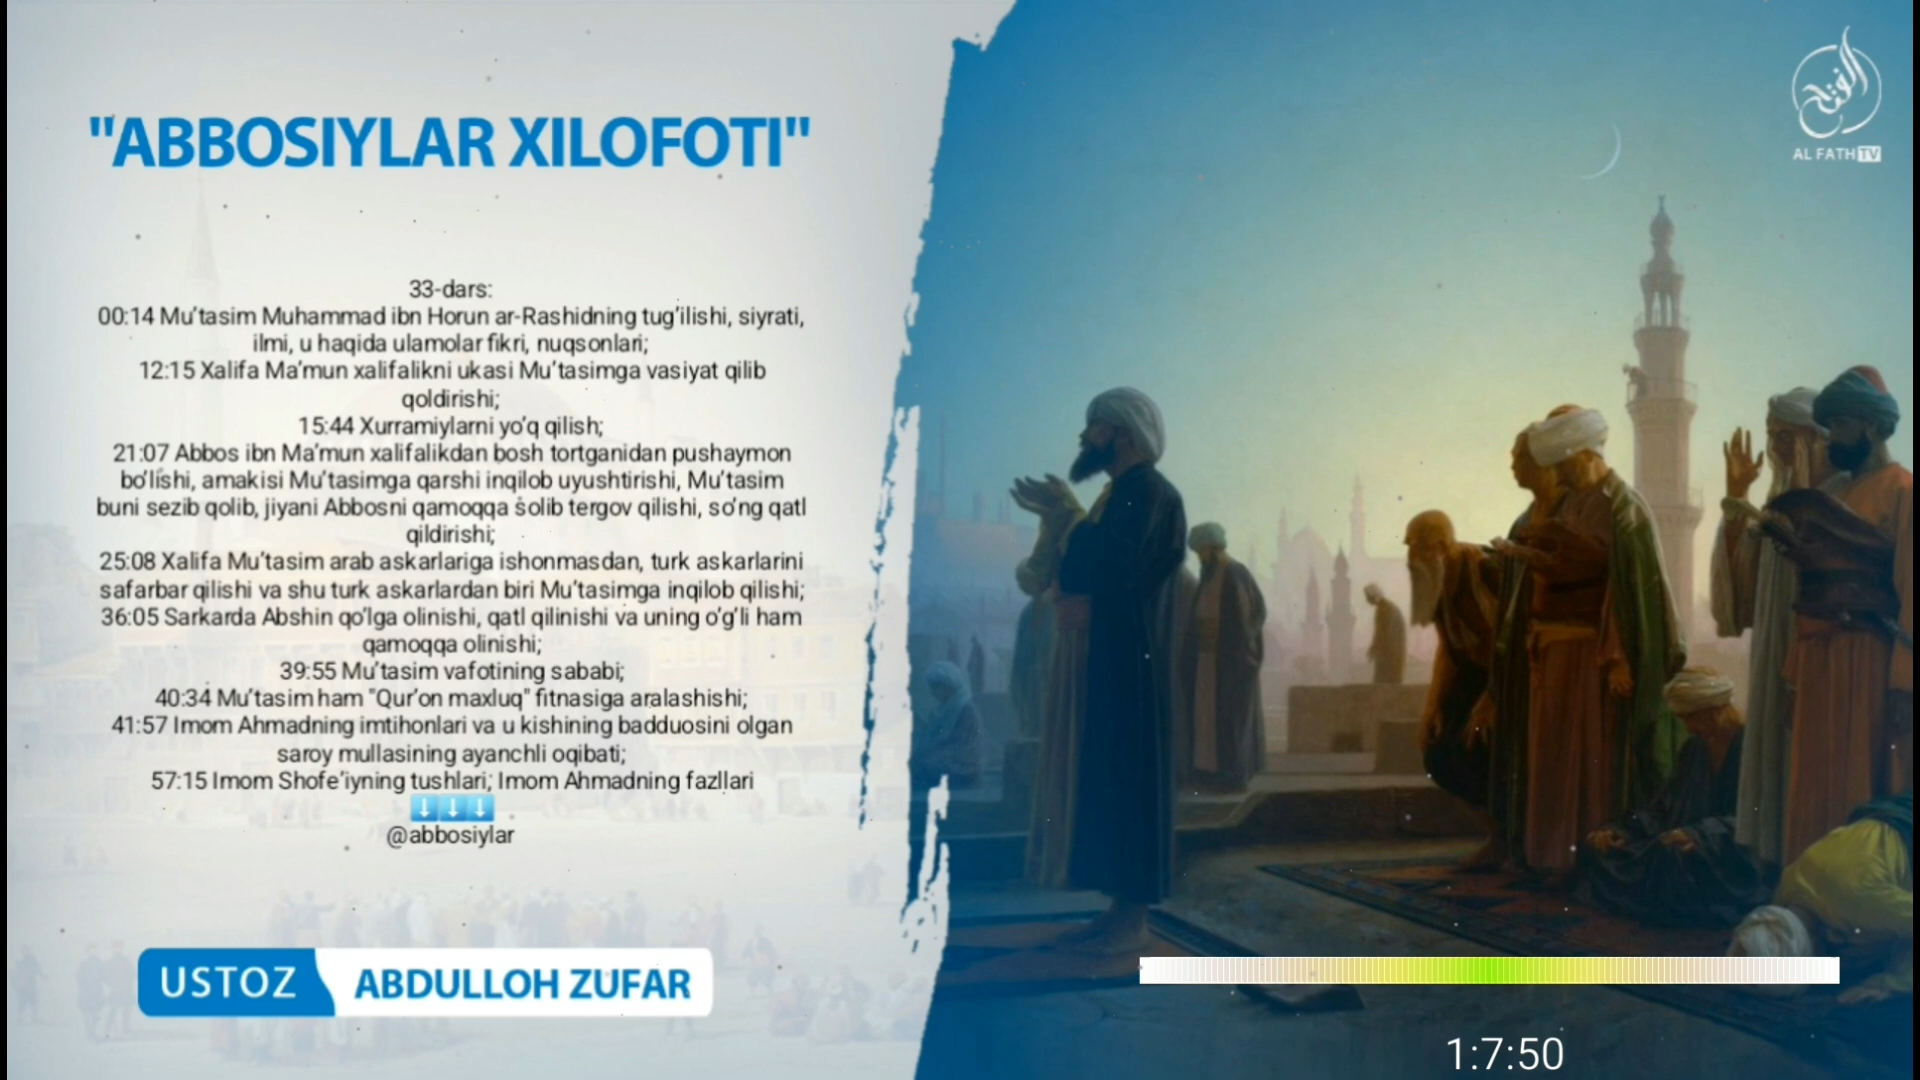 "ABBOSIYLAR XILOFOTI"
33-dars:
00:14 Mu’tasim Muhammad ibn Horun ar-Rashidning tug’ilishi, siyrati,
ilmi, u haqida ulamolar fikri, nuqsonlari;
12:15 Xalifa Ma’mun xalifalikni ukasi Mu’tasimga vasiyat qilib
qoldirishi;
15:44 Xurramiylarni yo’q qilish;
21:07 Abbos ibn Ma’mun xalifalikdan bosh tortganidan pushaymon
bo’lishi, amakisi Mu’tasimga qarshi inqilob uyushtirishi, Mu’tasim
buni sezib qolib, jiyani Abbosni qamoqqa solib tergov qilishi, so’ng qatl
qildirishi;
25:08 Xalifa Mu’tasim arab askarlariga ishonmasdan, turk askarlarini
safarbar qilishi va shu turk askarlardan biri Mu’tasimga inqilob qilishi;
36:05 Sarkarda Abshin qo’lga olinishi, qatl qilinishi va uning o’g’li ham
qamoqqa olinishi;
39:55 Mu’tasim vafotining sababi;
40:34 Mu’tasim ham "Qur’on maxluq" fitnasiga aralashishi;
41:57 Imom Ahmadning imtihonlari va u kishining badduosini olgan
saroy mullasining ayanchli oqibati;
57:15 Imom Shofe’iyning tushlari; Imom Ahmadning fazllari
⬇️⬇️⬇️
@abbosiylar
USTOZ ABDULLOH ZUFAR
الفتح
AL FATH TV
1:7:50